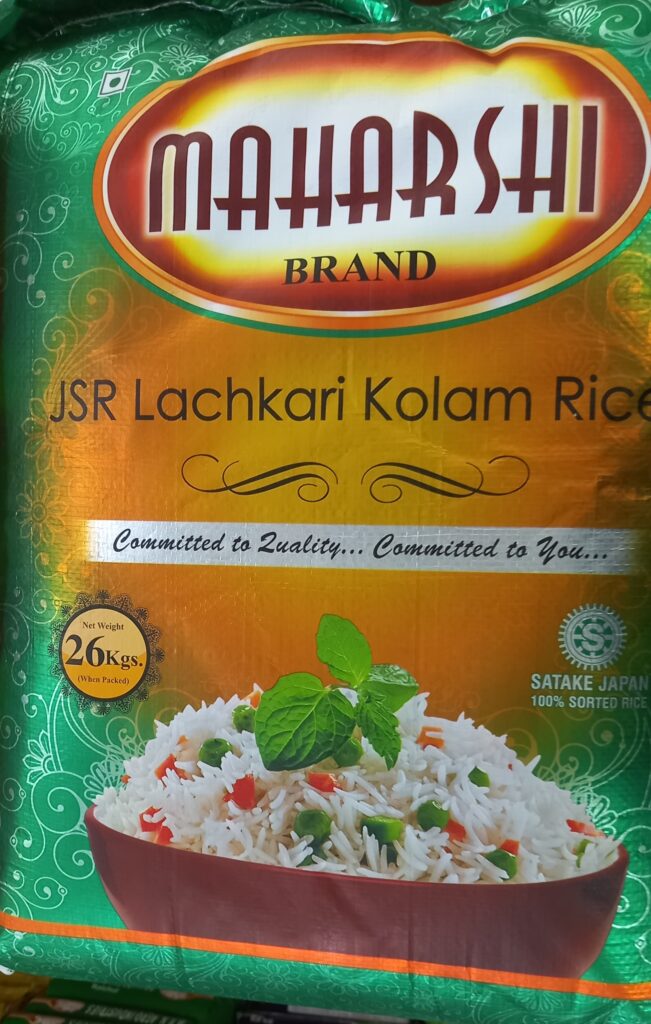 MAHARSHI
BRAND
JSR Lachkari Kolam Rice
Committed to Quality... Committed to You...
Net Weight
26Kgs.
(When Packed)
S
SATAKE JAPAN
100% SORTED RICE